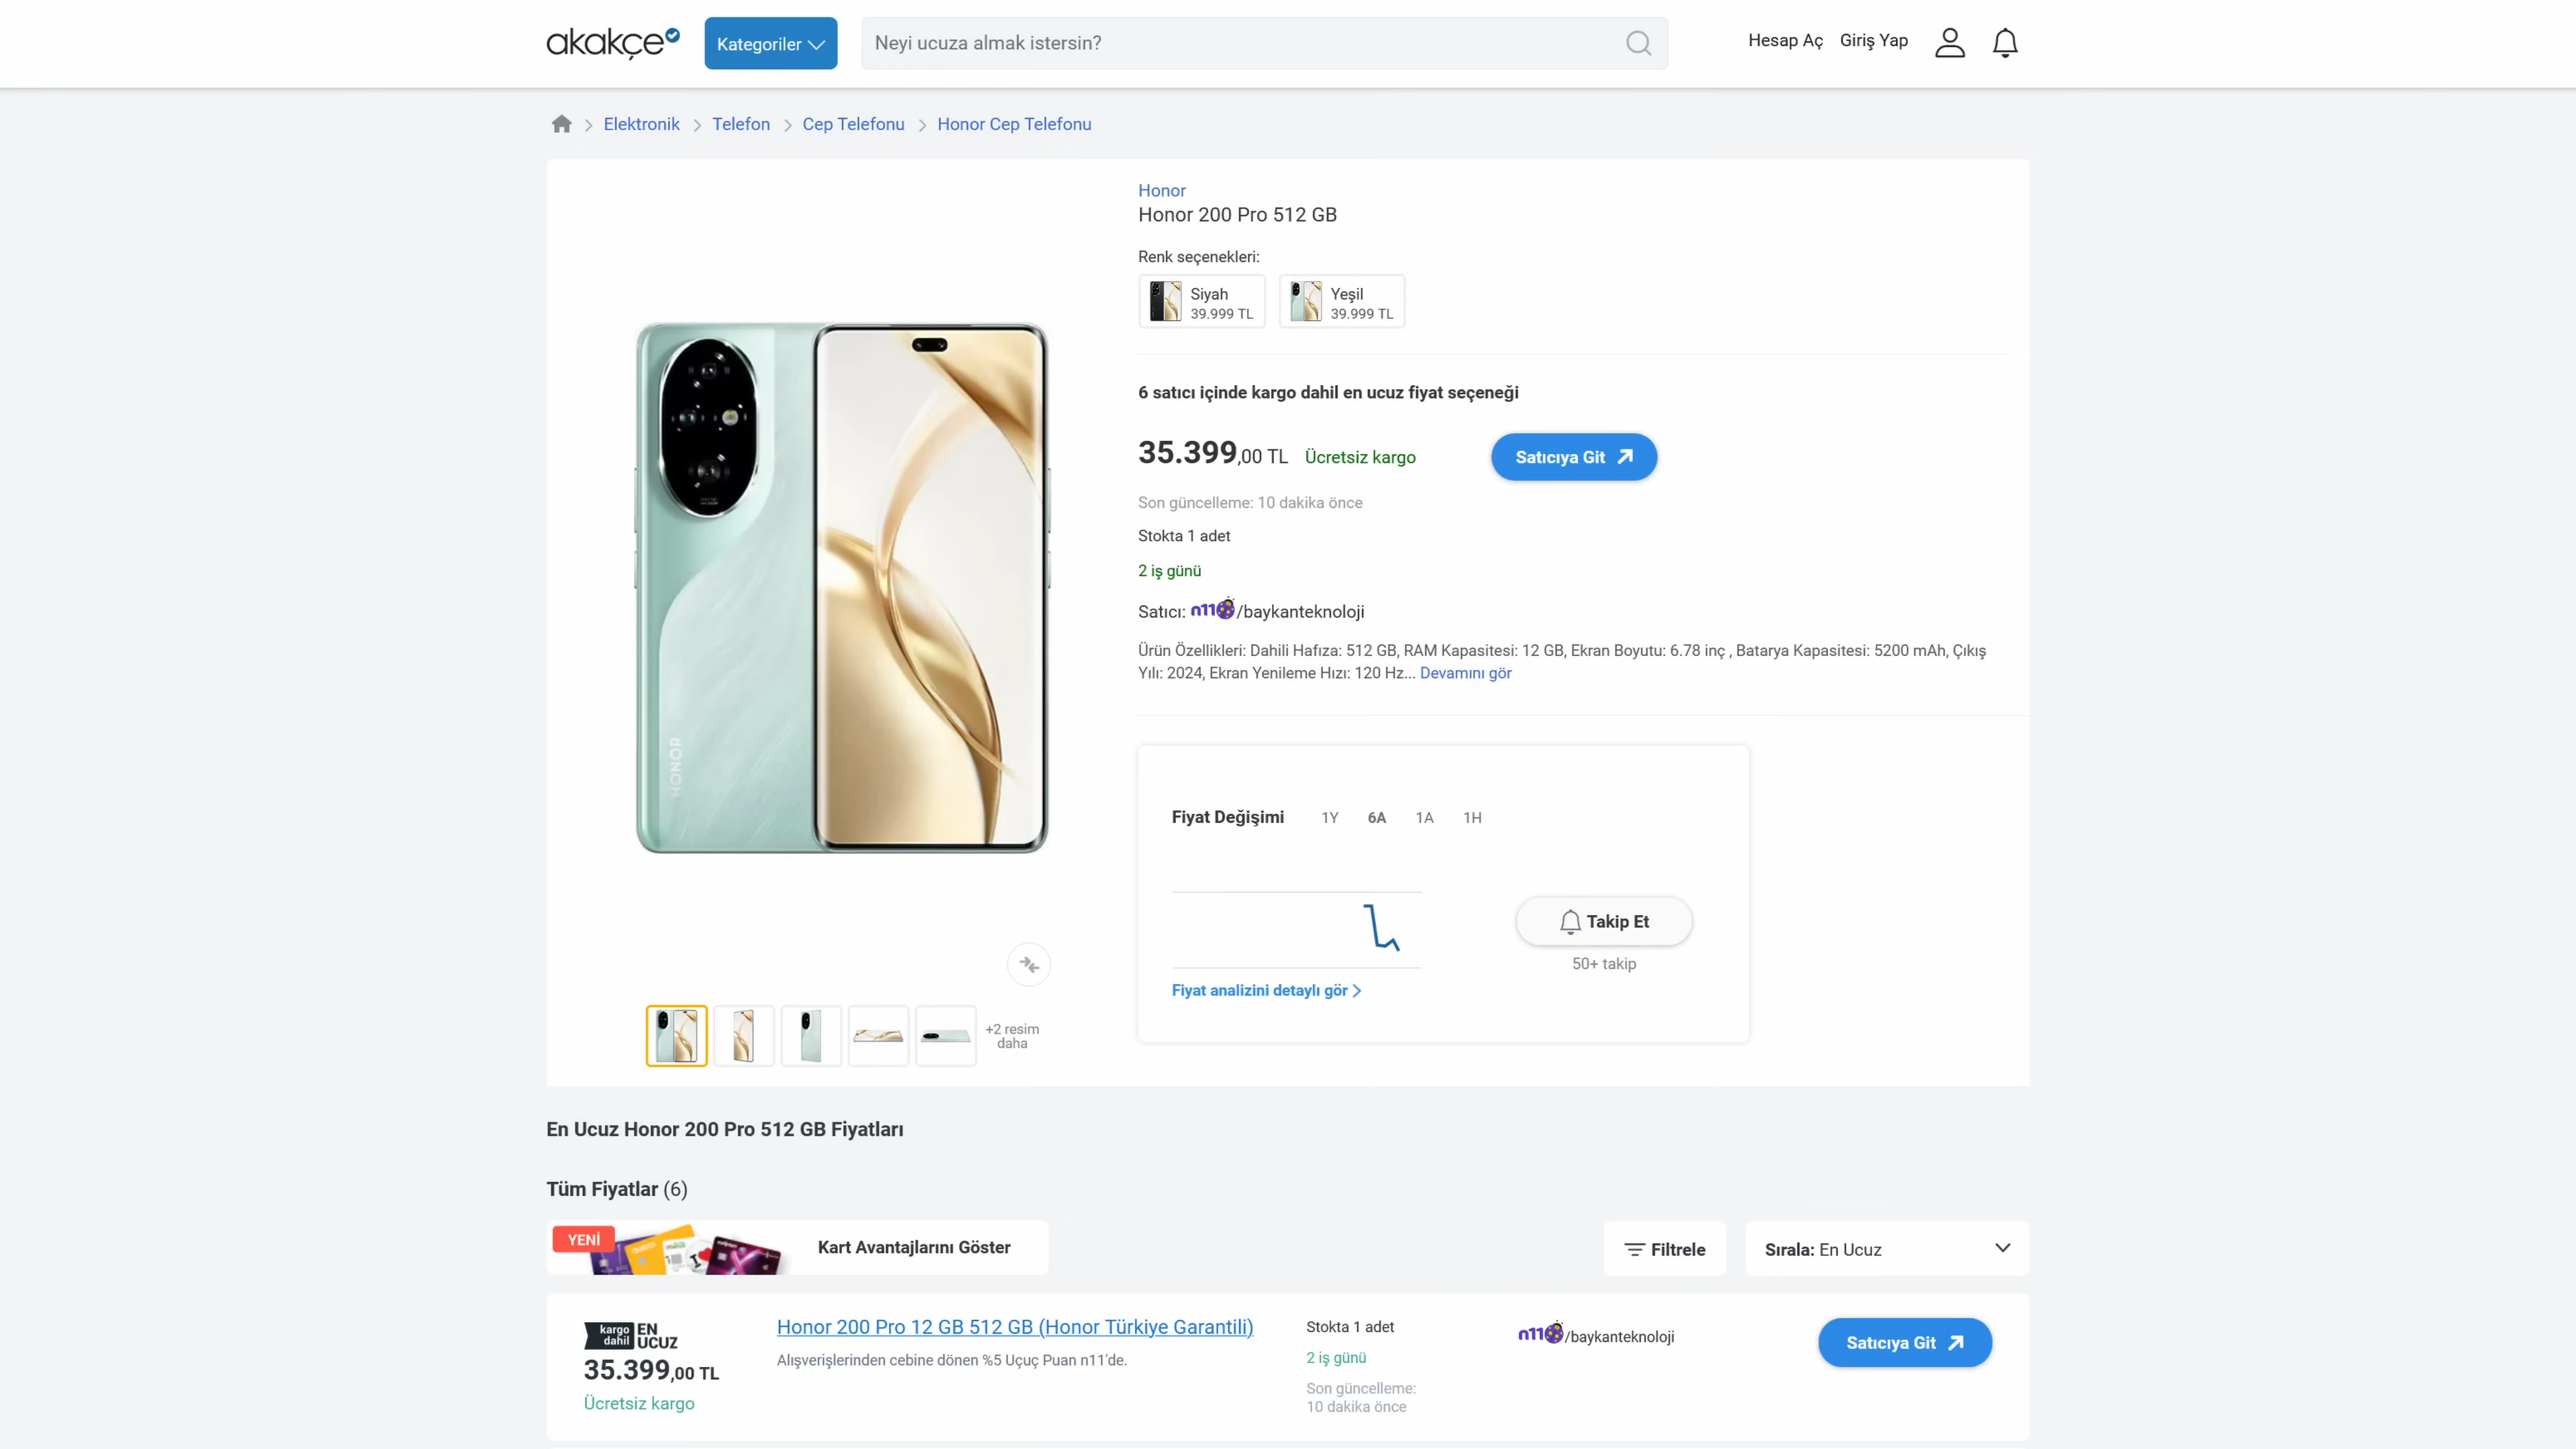 akakçe
Kategoriler
Neyi ucuza almak istersin?
Hesap Aç
Giriş Yap
Elektronik
Telefon
Cep Telefonu
Honor Cep Telefonu
Honor
Honor 200 Pro 512 GB
Renk seçenekleri:
Siyah
39.999 TL
Yeşil
39.999 TL
6 satıcı içinde kargo dahil en ucuz fiyat seçeneği
35.399,00 TL Ücretsiz kargo
Satıcıya Git
Son güncelleme: 10 dakika önce
Stokta 1 adet
2 iş günü
Satıcı: n11/baykanteknoloji
Ürün Özellikleri: Dahili Hafıza: 512 GB, RAM Kapasitesi: 12 GB, Ekran Boyutu: 6.78 inç , Batarya Kapasitesi: 5200 mAh, Çıkış
Yılı: 2024, Ekran Yenileme Hızı: 120 Hz... Devamını gör
HONOR
Fiyat Değişimi 1Y 6A 1A 1H
Takip Et
50+ takip
Fiyat analizini detaylı gör
+2 resim
daha
En Ucuz Honor 200 Pro 512 GB Fiyatları
Tüm Fiyatlar (6)
YENİ
Kart Avantajlarını Göster
Filtrele
Sırala: En Ucuz
kargo
dahil
EN
UCUZ
35.399,00 TL
Ücretsiz kargo
Honor 200 Pro 12 GB 512 GB (Honor Türkiye Garantili)
Alışverişlerinden cebine dönen %5 Uçuç Puan n11'de.
Stokta 1 adet
2 iş günü
Son güncelleme:
10 dakika önce
n11/baykanteknoloji
Satıcıya Git